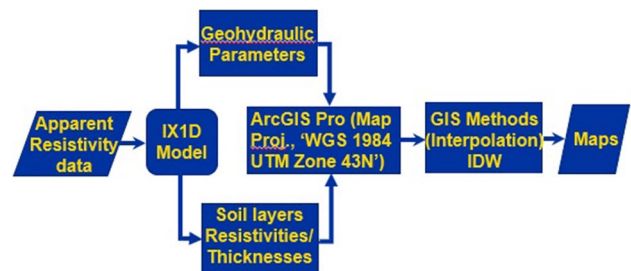 Geohydraulic
Parameters
Apparent
Resistivity
data
IX1D
Model
ArcGIS Pro (Map
Proj., ‘WGS 1984
UTM Zone 43N’)
GIS Methods
(Interpolation)
IDW
Maps
Soil layers
Resistivities/
Thicknesses